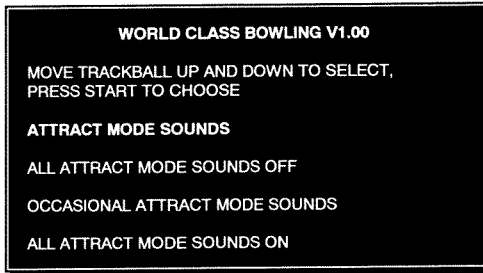 WORLD CLASS BOWLING V1.00
MOVE TRACKBALL UP AND DOWN TO SELECT,
PRESS START TO CHOOSE
ATTRACT MODE SOUNDS
ALL ATTRACT MODE SOUNDS OFF
OCCASIONAL ATTRACT MODE SOUNDS
ALL ATTRACT MODE SOUNDS ON